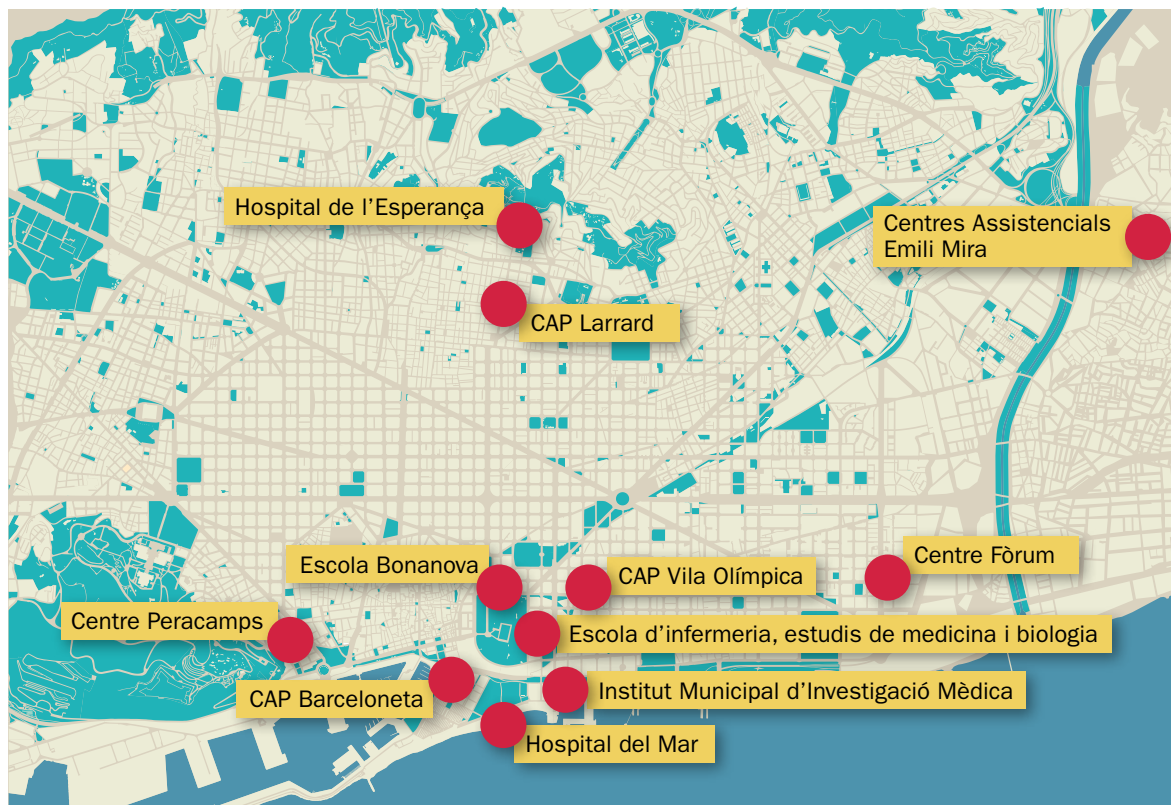 Hospital de l’Esperança
Centres Assistencials
Emili Mira
CAP Larrard
Escola Bonanova
CAP Vila Olímpica
Centre Fòrum
Centre Peracamps
Escola d’infermeria, estudis de medicina i biologia
CAP Barceloneta
Institut Municipal d’Investigació Mèdica
Hospital del Mar